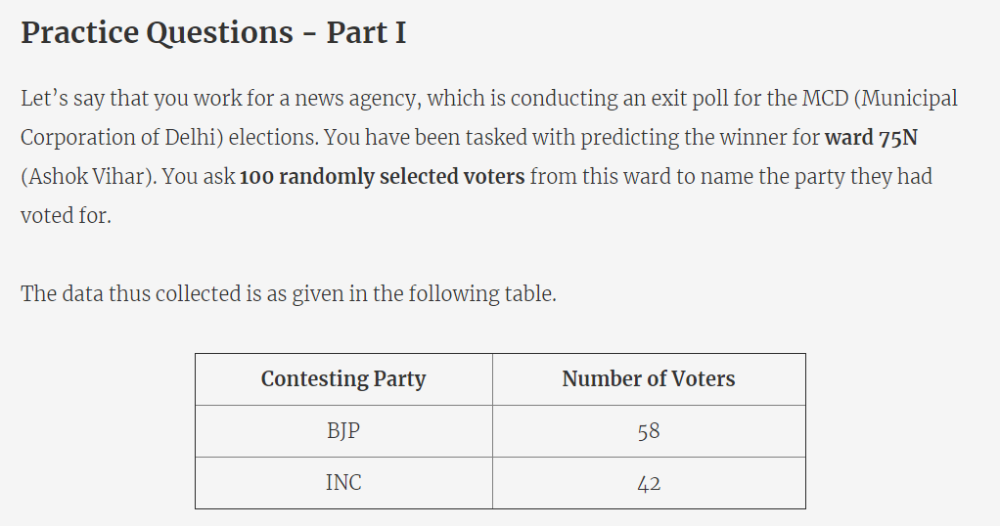 Practice Questions - Part I
Let’s say that you work for a news agency, which is conducting an exit poll for the MCD (Municipal
Corporation of Delhi) elections. You have been tasked with predicting the winner for ward 75N
(Ashok Vihar). You ask 100 randomly selected voters from this ward to name the party they had
voted for.
The data thus collected is as given in the following table.
Contesting Party Number of Voters
BJP 58
INC 42